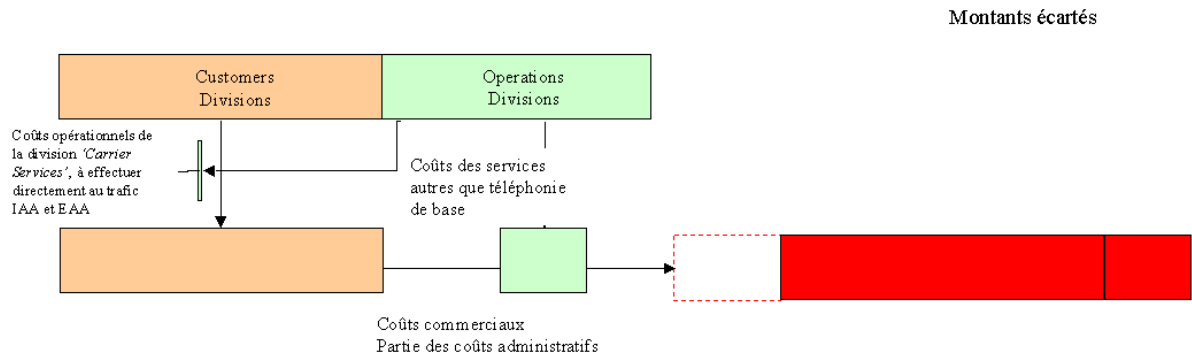 Montants écartés
Customers
Divisions
Operations
Divisions
Coûts opérationnels de
la division 'Carrier
Services', à effectuer
directement au trafic
IAA et EAA
Coûts des services
autres que téléphonie
de base
Coûts commerciaux
Partie des coûts administratifs